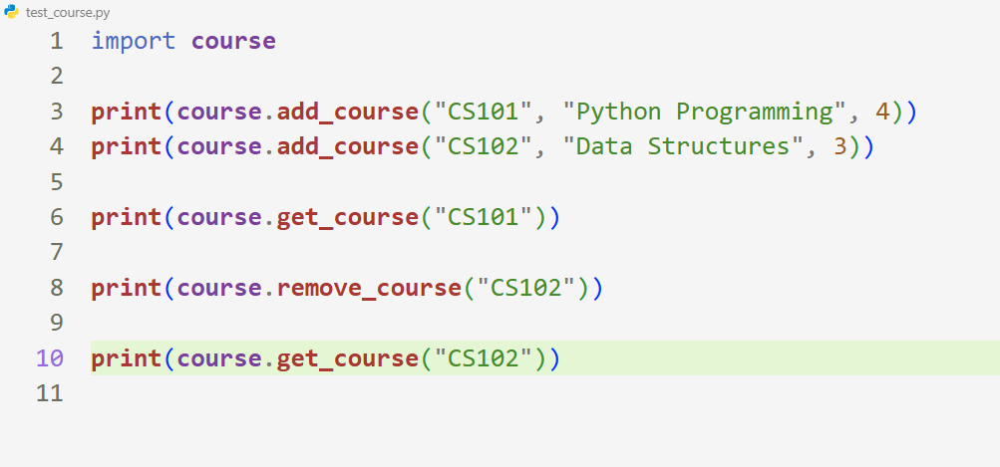 test_course.py
1 import course
2
3 print(course.add_course("CS101", "Python Programming", 4))
4 print(course.add_course("CS102", "Data Structures", 3))
5
6 print(course.get_course("CS101"))
7
8 print(course.remove_course("CS102"))
9
10 print(course.get_course("CS102"))
11